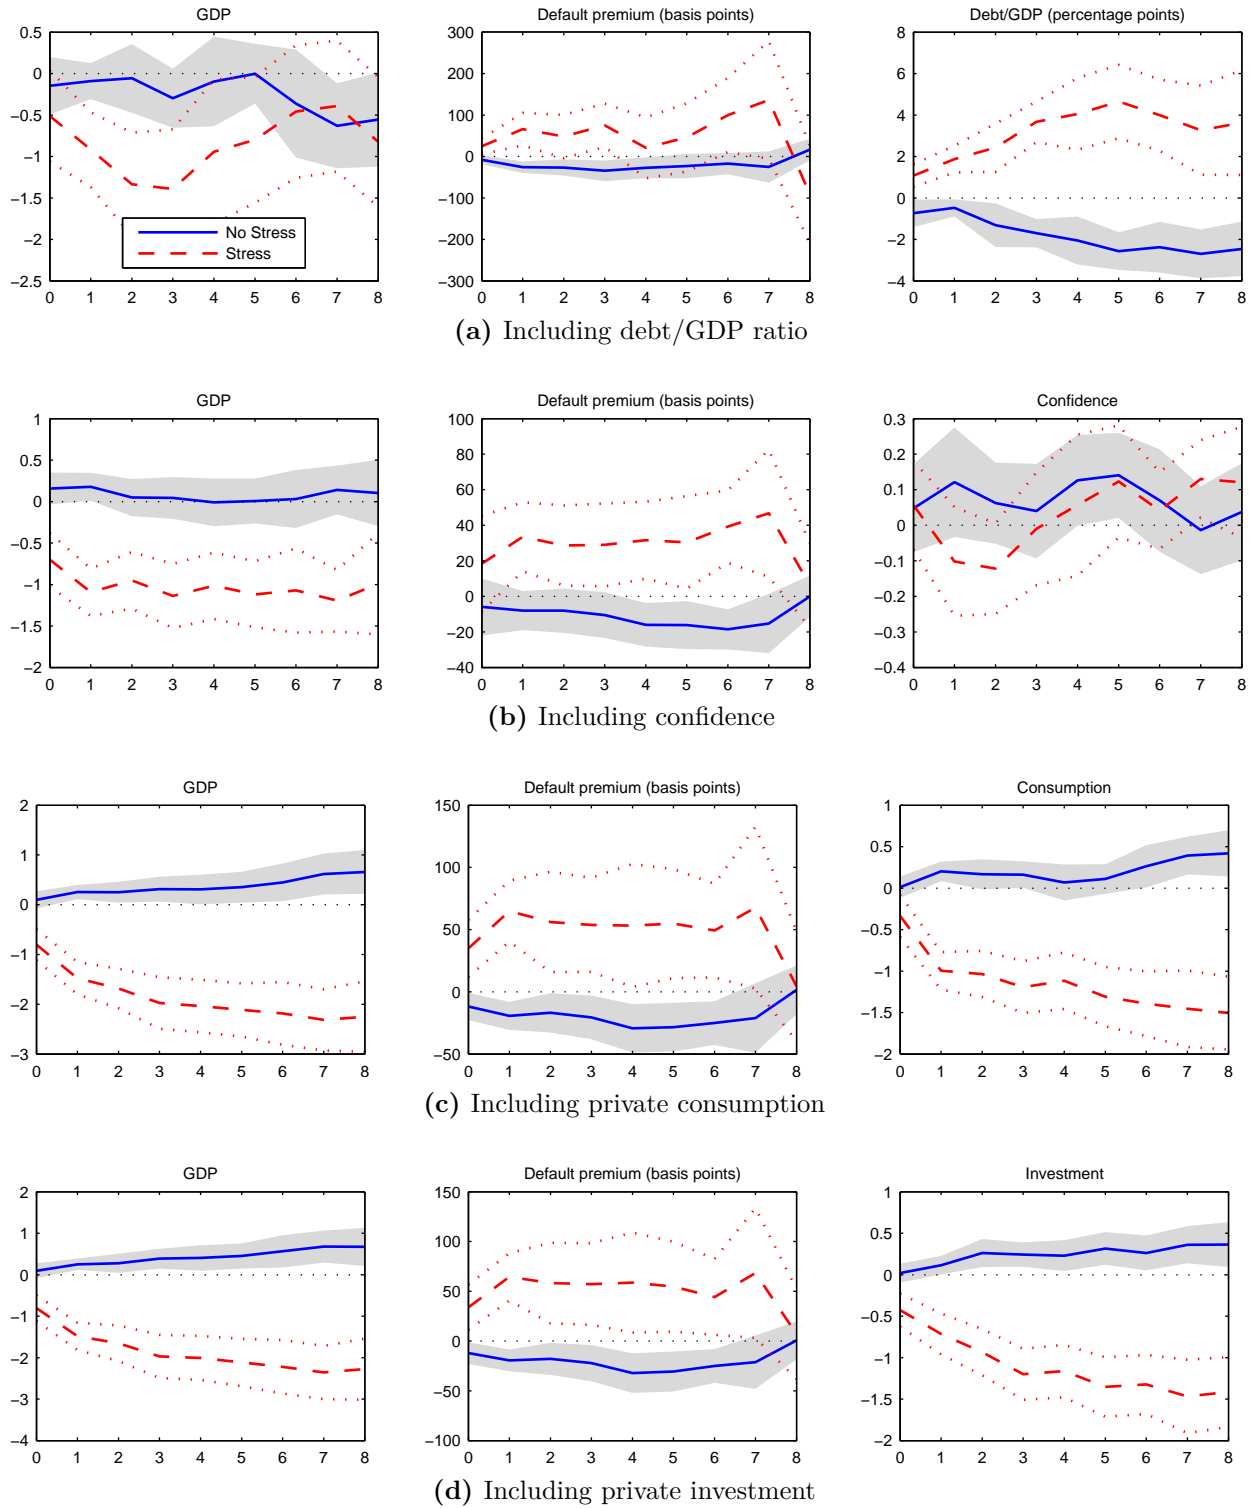 GDP
Default premium (basis points)
Debt/GDP (percentage points)
0.5
0
−0.5
−1
−1.5
−2
−2.5
0 1 2 3 4 5 6 7 8
No Stress
Stress
300
200
100
0
−100
−200
−300
0 1 2 3 4 5 6 7 8
8
6
4
2
0
−2
−4
0 1 2 3 4 5 6 7 8
(a) Including debt/GDP ratio
GDP
Default premium (basis points)
Confidence
1
0.5
0
−0.5
−1
−1.5
−2
0 1 2 3 4 5 6 7 8
100
80
60
40
20
0
−20
−40
0 1 2 3 4 5 6 7 8
0.3
0.2
0.1
0
−0.1
−0.2
−0.3
−0.4
0 1 2 3 4 5 6 7 8
(b) Including confidence
GDP
Default premium (basis points)
Consumption
2
1
0
−1
−2
−3
0 1 2 3 4 5 6 7 8
150
100
50
0
−50
0 1 2 3 4 5 6 7 8
1
0.5
0
−0.5
−1
−1.5
−2
0 1 2 3 4 5 6 7 8
(c) Including private consumption
GDP
Default premium (basis points)
Investment
2
1
0
−1
−2
−3
−4
0 1 2 3 4 5 6 7 8
150
100
50
0
−50
−100
0 1 2 3 4 5 6 7 8
1
0.5
0
−0.5
−1
−1.5
−2
0 1 2 3 4 5 6 7 8
(d) Including private investment